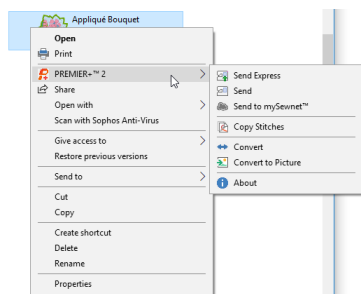 Appliqué Bouquet
Open
Print
PREMIER+™ 2
Share
Open with
Scan with Sophos Anti-Virus
Give access to
Restore previous versions
Send to
Cut
Copy
Create shortcut
Delete
Rename
Properties
Send Express
Send
Send to mySewnet™
Copy Stitches
Convert
Convert to Picture
About